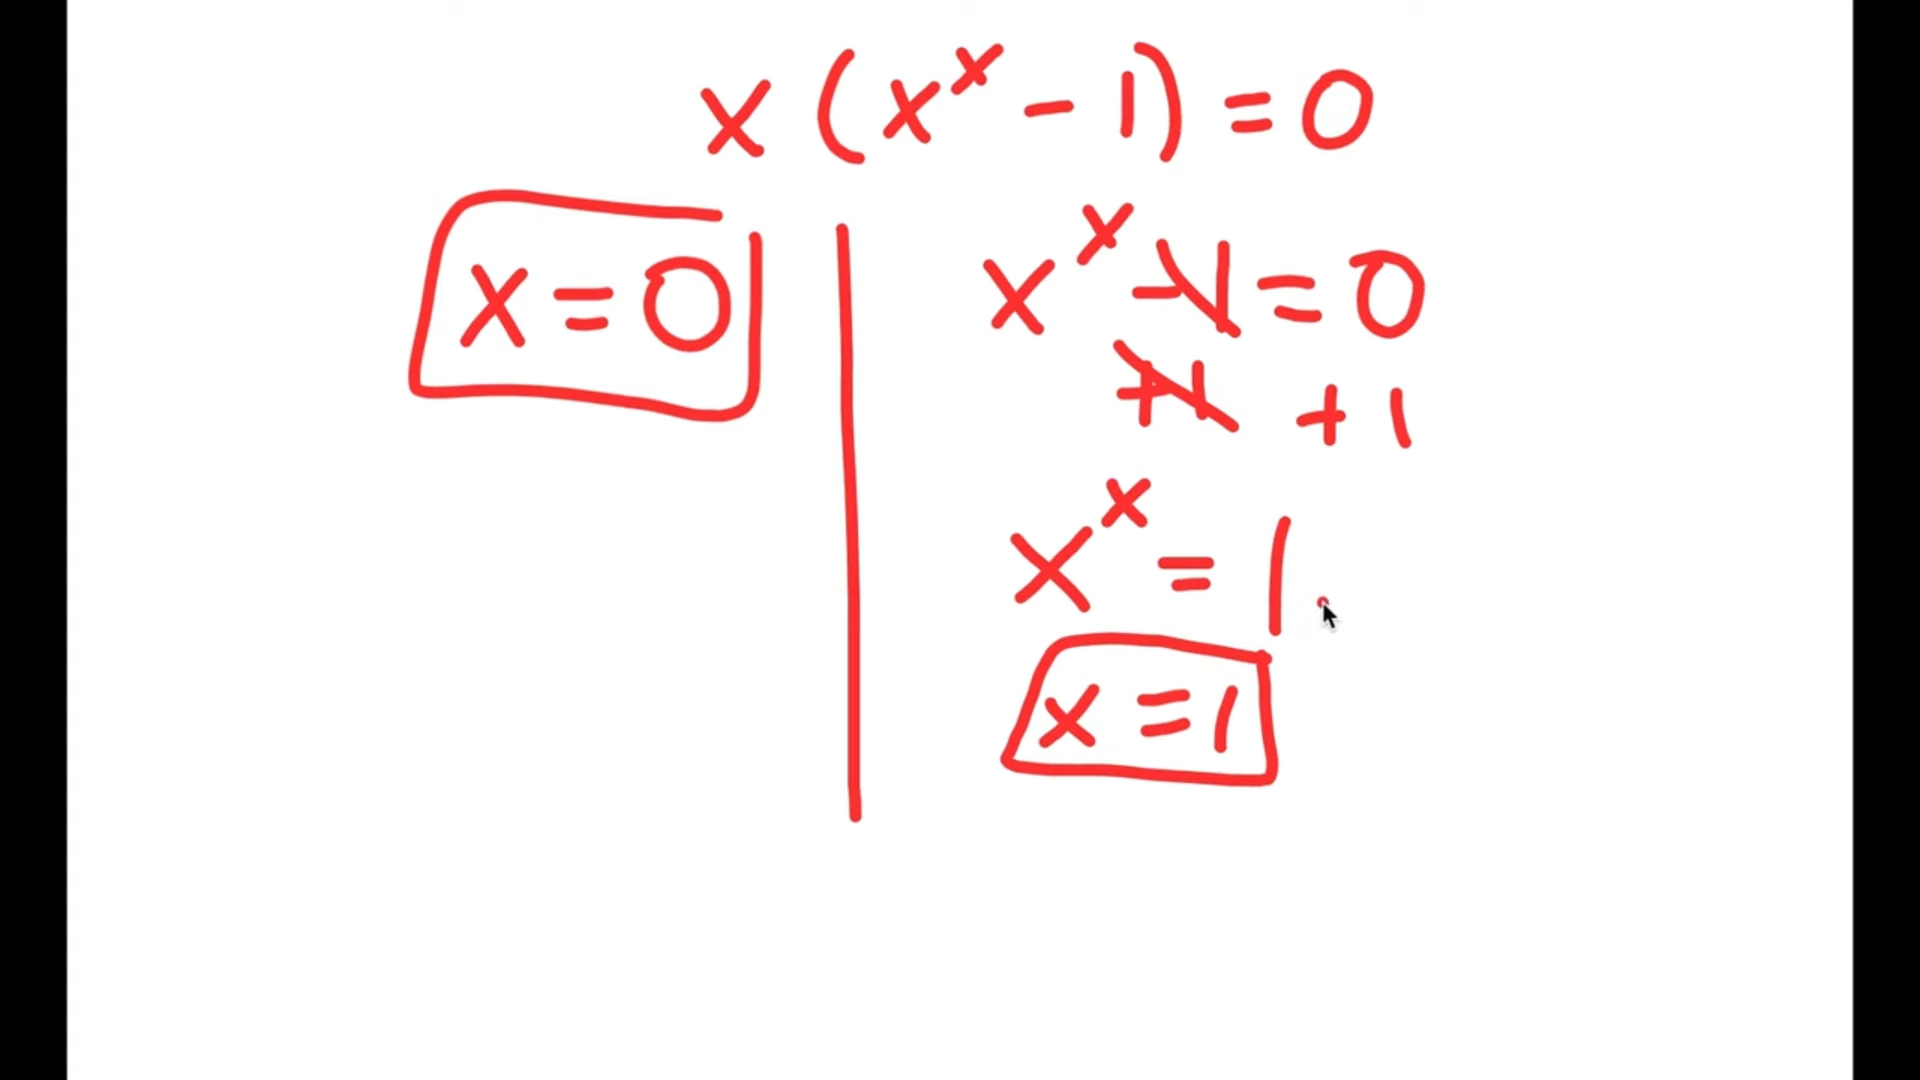 x (x^x - 1) = 0
x = 0
x^x - 1 = 0
+1 +1
x^x = 1
x = 1